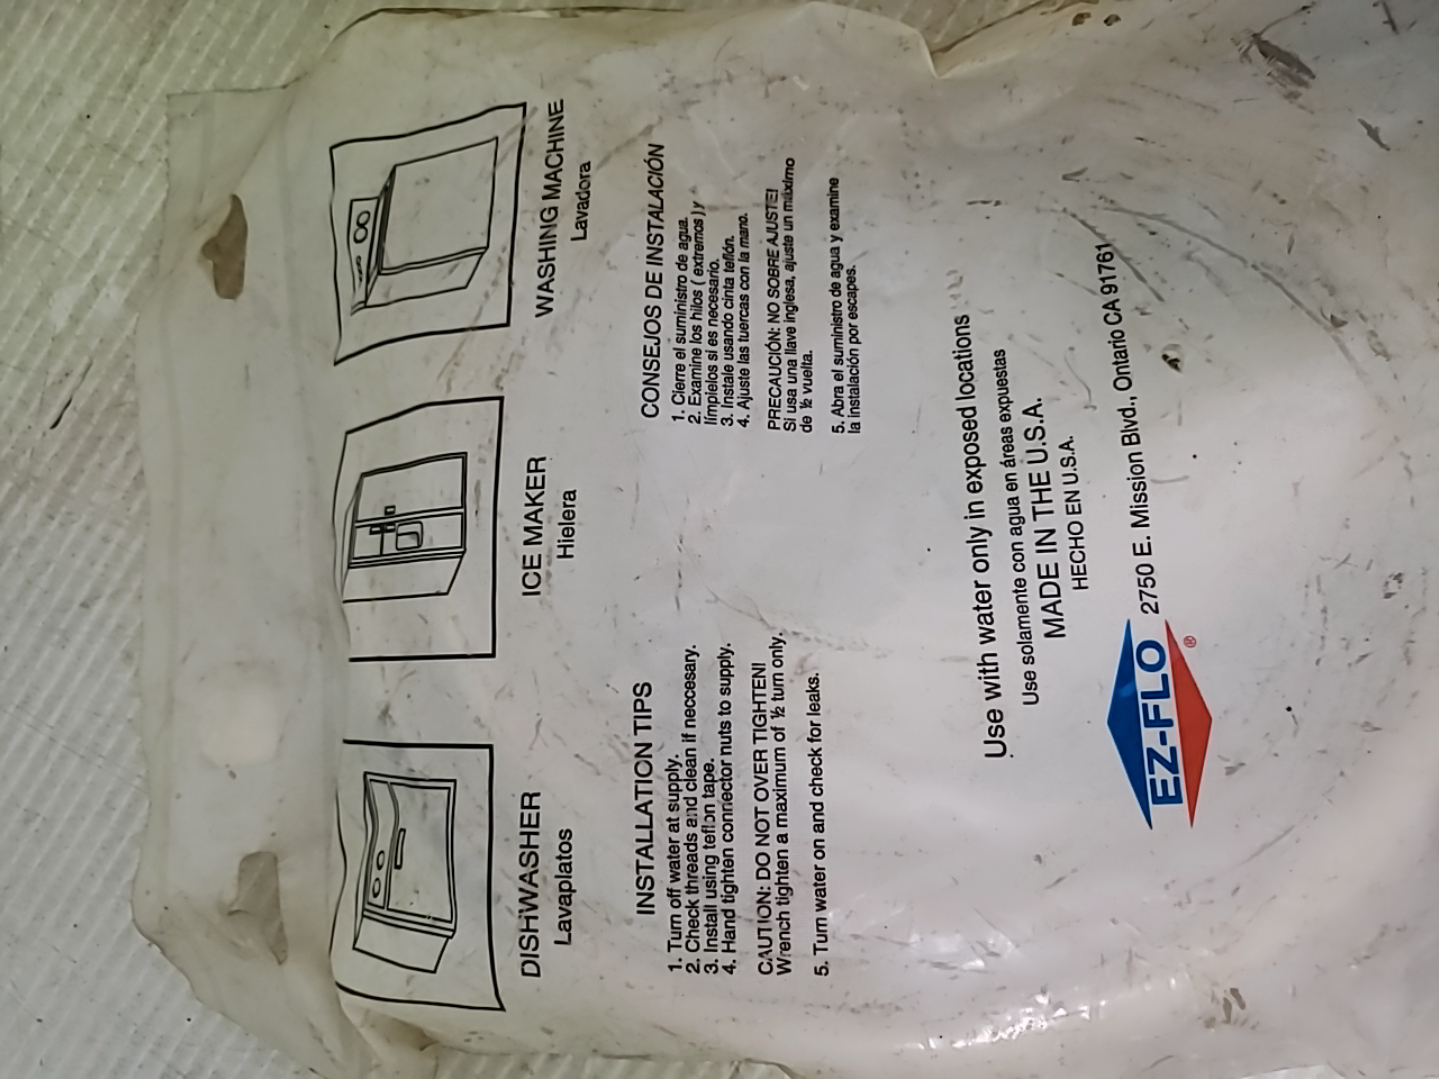 DISHWASHER
Lavaplatos
ICE MAKER
Hielera
WASHING MACHINE
Lavadora
INSTALLATION TIPS
1. Turn off water at supply.
2. Check threads and clean if neccesary.
3. Install using teflon tape.
4. Hand tighten connector nuts to supply.
CAUTION: DO NOT OVER TIGHTEN!
Wrench tighten a maximum of ½ turn only.
5. Turn water on and check for leaks.
CONSEJOS DE INSTALACIÓN
1. Cierre el suministro de agua.
2. Examine los hilos ( extremos ) y
límpielos si es necesario.
3. Instale usando cinta teflón.
4. Ajuste las tuercas con la mano.
PRECAUCIÓN: NO SOBRE AJUSTE!
Si usa una llave inglesa, ajuste un máximo
de ½ vuelta.
5. Abra el suministro de agua y examine
la instalación por escapes.
Use with water only in exposed locations
Use solamente con agua en áreas expuestas
MADE IN THE U.S.A.
HECHO EN U.S.A.
EZ-FLO ®
2750 E. Mission Blvd., Ontario CA 91761